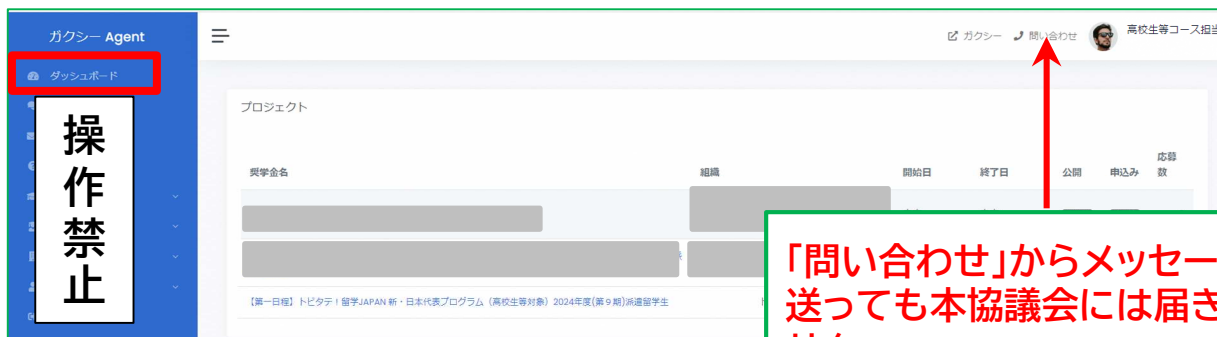 ガクシー Agent
ガクシー
問い合わせ
高校生等コース担当
ダッシュボード
操作禁止
プロジェクト
奨学金名
組織
開始日
終了日
公開
申込み
応募数
【第一日程】トビタテ！留学JAPAN 新・日本代表プログラム（高校生等対象）2024年度(第９期)派遣留学生
「問い合わせ」からメッセー
送っても本協議会には届き